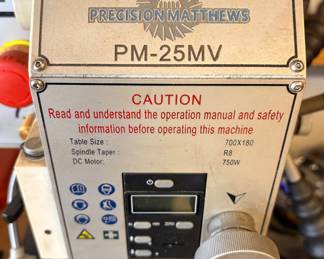 PRECISION MATTHEWS
PM-25MV
CAUTION
Read and understand the operation manual and safety
information before operating this machine
Table Size : 700X180
Spindle Taper : R8
DC Motor: 750W